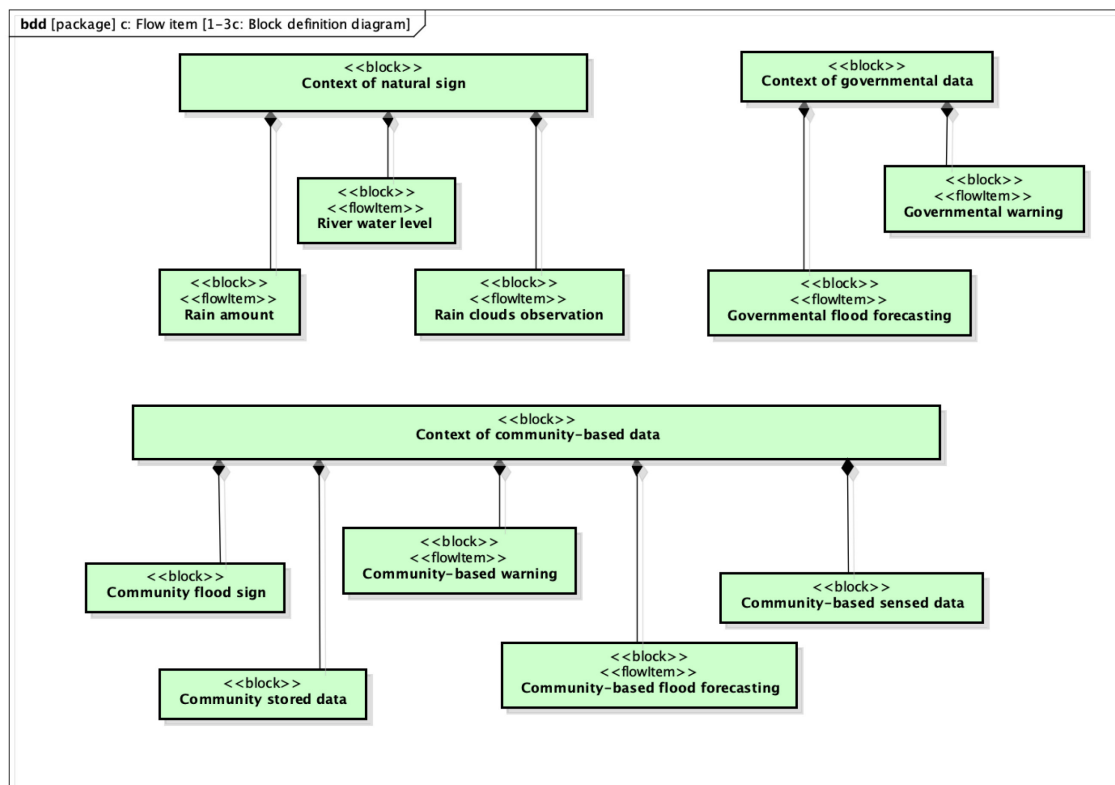 bdd [package] c: Flow item [1-3c: Block definition diagram]
<<block>>
Context of natural sign
<<block>>
Context of governmental data
<<block>>
<<flowItem>>
River water level
<<block>>
<<flowItem>>
Governmental warning
<<block>>
<<flowItem>>
Rain amount
<<block>>
<<flowItem>>
Rain clouds observation
<<block>>
<<flowItem>>
Governmental flood forecasting
<<block>>
Context of community-based data
<<block>>
<<flowItem>>
Community-based warning
<<block>>
Community flood sign
<<block>>
Community-based sensed data
<<block>>
<<flowItem>>
Community-based flood forecasting
<<block>>
Community stored data